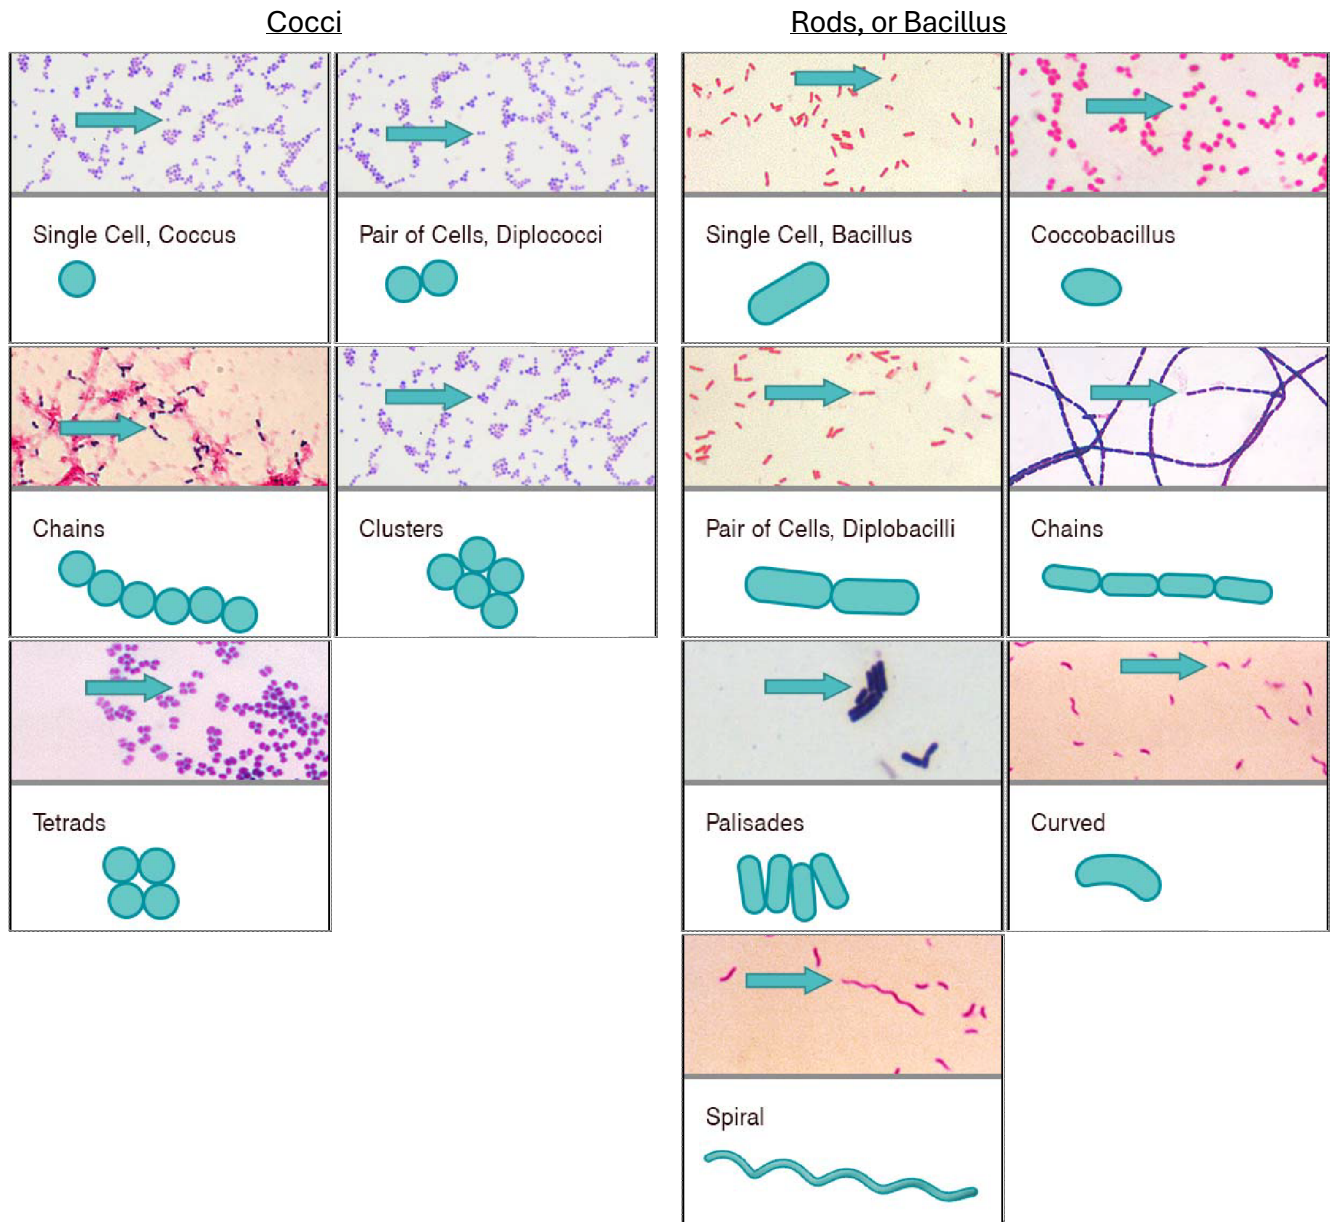 Cocci
Rods, or Bacillus
Single Cell, Coccus
Pair of Cells, Diplococci
Single Cell, Bacillus
Coccobacillus
Chains
Clusters
Pair of Cells, Diplobacilli
Chains
Tetrads
Palisades
Curved
Spiral